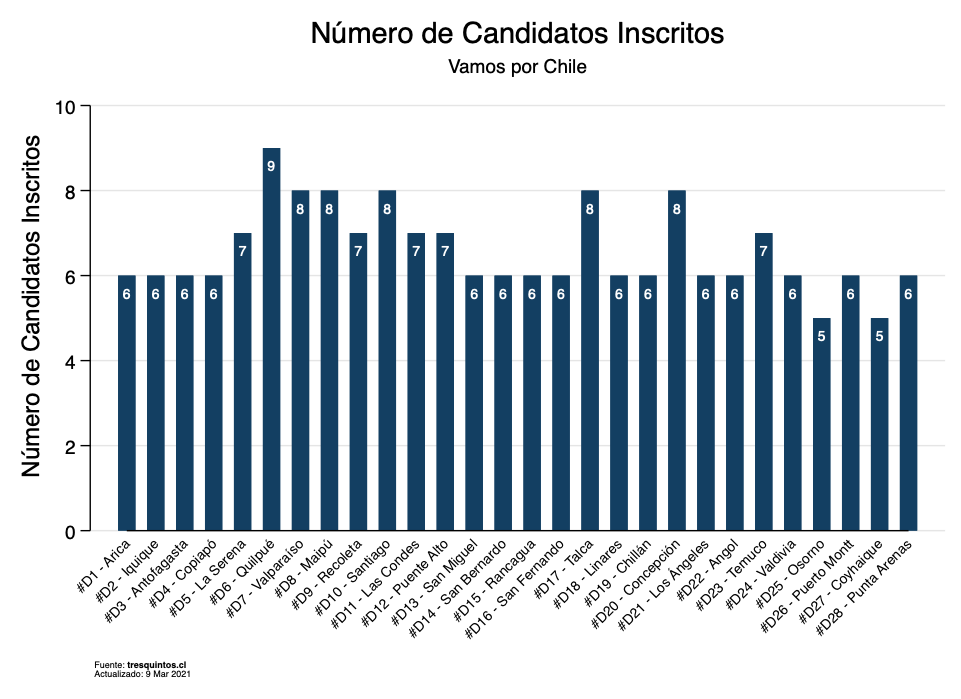 Número de Candidatos Inscritos
Vamos por Chile
Número de Candidatos Inscritos
10
8
6
4
2
0
6
6
6
6
7
9
8
8
7
8
7
7
6
6
6
6
8
6
6
8
6
6
7
6
5
6
5
6
#D1 - Arica
#D2 - Iquique
#D3 - Antofagasta
#D4 - Copiapó
#D5 - La Serena
#D6 - Quilpué
#D7 - Valparaíso
#D8 - Maipú
#D9 - Recoleta
#D10 - Santiago
#D11 - Las Condes
#D12 - Puente Alto
#D13 - San Miguel
#D14 - San Bernardo
#D15 - Rancagua
#D16 - San Fernando
#D17 - Talca
#D18 - Linares
#D19 - Chillán
#D20 - Concepción
#D21 - Los Ángeles
#D22 - Angol
#D23 - Temuco
#D24 - Valdivia
#D25 - Osorno
#D26 - Puerto Montt
#D27 - Coyhaique
#D28 - Punta Arenas
Fuente: tresquintos.cl
Actualizado: 9 Mar 2021